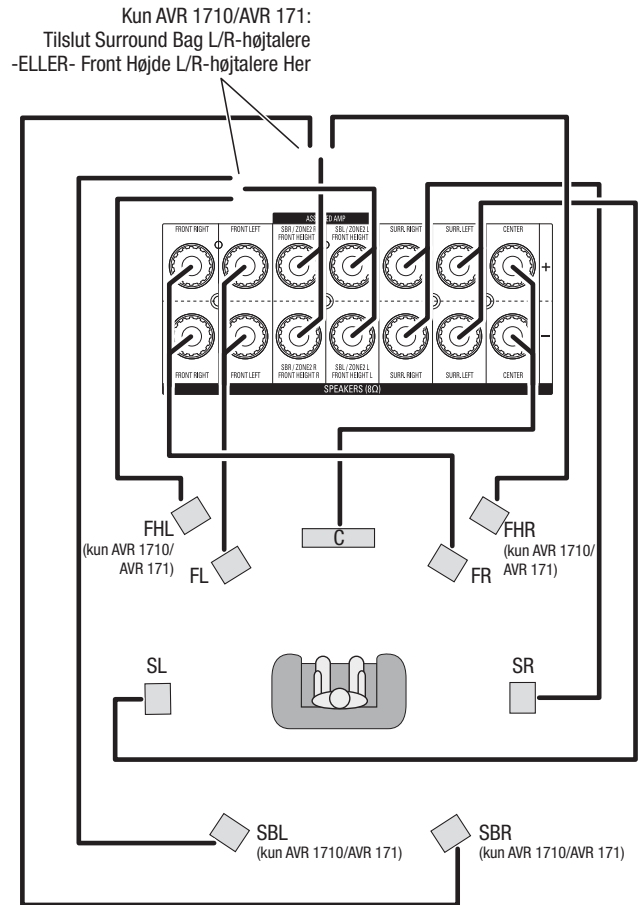 Kun AVR 1710/AVR 171:
Tilslut Surround Bag L/R-højtalere
-ELLER- Front Højde L/R-højtalere Her
FRONT RIGHT
FRONT LEFT
SBR / ZONE2 R
FRONT HEIGHT
SBL / ZONE2 L
FRONT HEIGHT
SURR. RIGHT
SURR. LEFT
CENTER
+
–
FRONT RIGHT
FRONT LEFT
SBR / ZONE2 R
FRONT HEIGHT R
SBL / ZONE2 L
FRONT HEIGHT L
SURR. RIGHT
SURR. LEFT
CENTER
SPEAKERS (8Ω)
FHL
(kun AVR 1710/
AVR 171)
FL
C
FR
FHR
(kun AVR 1710/
AVR 171)
SL
SR
SBL
(kun AVR 1710/AVR 171)
SBR
(kun AVR 1710/AVR 171)